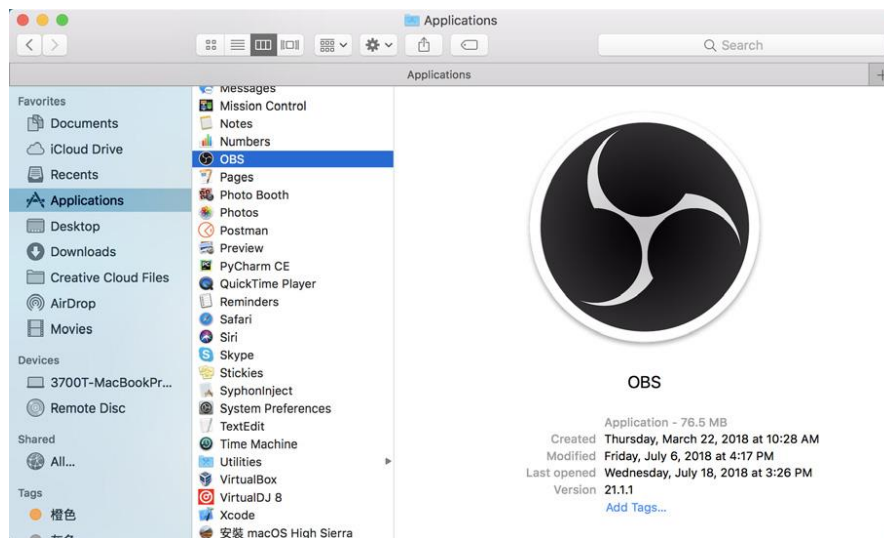 Applications
Search
Applications
Favorites
Documents
iCloud Drive
Recents
Applications
Desktop
Downloads
Creative Cloud Files
AirDrop
Movies
Devices
3700T-MacBookPr...
Remote Disc
Shared
All...
Tags
橙色
灰色
Messages
Mission Control
Notes
Numbers
OBS
Pages
Photo Booth
Photos
Postman
Preview
PyCharm CE
QuickTime Player
Reminders
Safari
Siri
Skype
Stickies
SyphonInject
System Preferences
TextEdit
Time Machine
Utilities
VirtualBox
VirtualDJ 8
Xcode
安裝 macOS High Sierra
OBS
Application - 76.5 MB
Created Thursday, March 22, 2018 at 10:28 AM
Modified Friday, July 6, 2018 at 4:17 PM
Last opened Wednesday, July 18, 2018 at 3:26 PM
Version 21.1.1
Add Tags...